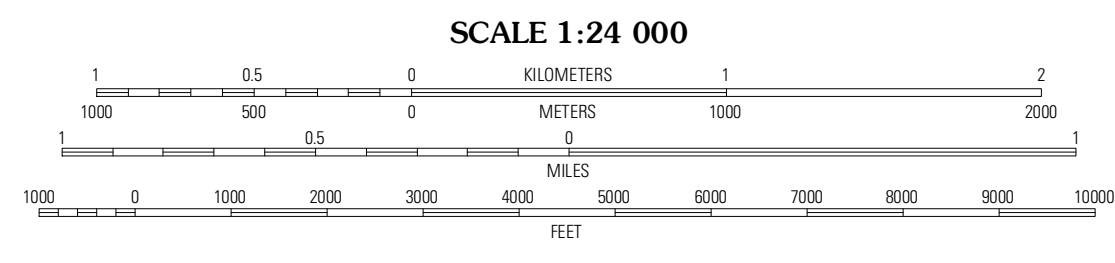 SCALE 1:24 000
1 0.5 0 KILOMETERS 1 2
1000 500 0 METERS 1000 2000
1 0.5 0 1
MILES
1000 0 1000 2000 3000 4000 5000 6000 7000 8000 9000 10000
FEET